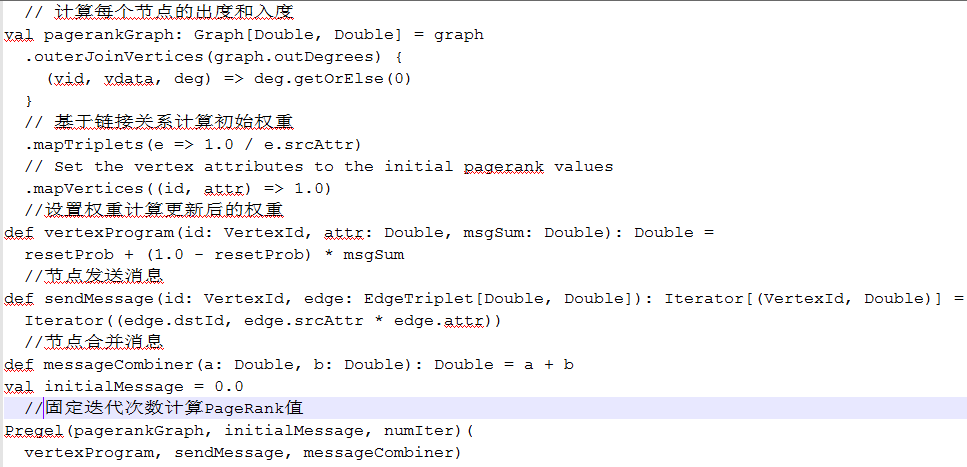 // 计算每个节点的出度和入度
val pagerankGraph: Graph[Double, Double] = graph
.outerJoinVertices(graph.outDegrees) {
(vid, vdata, deg) => deg.getOrElse(0)
}
// 基于链接关系计算初始权重
.mapTriplets(e => 1.0 / e.srcAttr)
// Set the vertex attributes to the initial pagerank values
.mapVertices((id, attr) => 1.0)
//设置权重计算更新后的权重
def vertexProgram(id: VertexId, attr: Double, msgSum: Double): Double =
resetProb + (1.0 - resetProb) * msgSum
//节点发送消息
def sendMessage(id: VertexId, edge: EdgeTriplet[Double, Double]): Iterator[(VertexId, Double)] =
Iterator((edge.dstId, edge.srcAttr * edge.attr))
//节点合并消息
def messageCombiner(a: Double, b: Double): Double = a + b
val initialMessage = 0.0
//固定迭代次数计算PageRank值
Pregel(pagerankGraph, initialMessage, numIter)(
vertexProgram, sendMessage, messageCombiner)